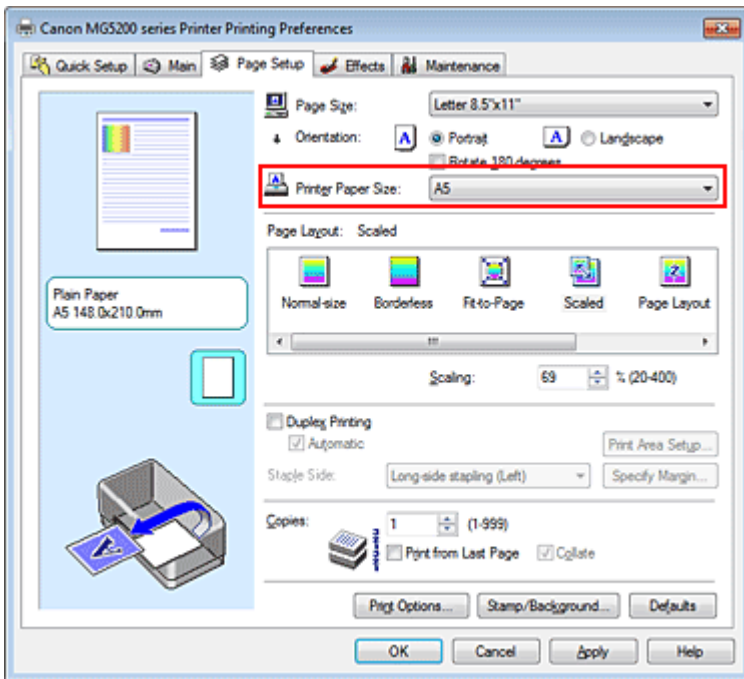 Canon MG5200 series Printer Printing Preferences
Quick Setup Main Page Setup Effects Maintenance
Page Size: Letter 8.5"x11"
Orientation: A Portrait A Landscape
Rotate 180 degrees
Printer Paper Size: A5
Page Layout: Scaled
Normal-size Borderless Fit-to-Page Scaled Page Layout
Plain Paper
A5 148.0x210.0mm
Scaling: 69 % (20-400)
Duplex Printing
Automatic Print Area Setup...
Staple Side: Long-side stapling (Left) Specify Margin...
Copies: 1 (1-999)
Print from Last Page Collate
Print Options... Stamp/Background... Defaults
OK Cancel Apply Help